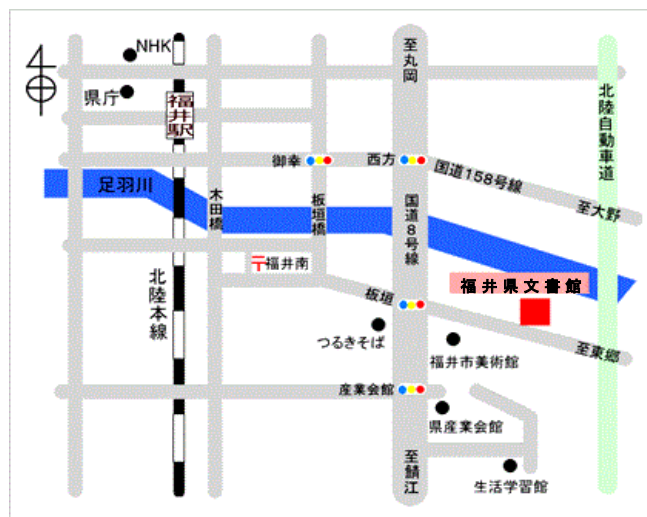 NHK
県庁
福井駅
至丸岡
北陸自動車道
御幸
西方
国道158号線
至大野
足羽川
木田橋
板垣橋
国道8号線
〒福井南
北陸本線
板垣
福井県文書館
つるきそば
福井市美術館
至東郷
産業会館
県産業会館
至鯖江
生活学習館